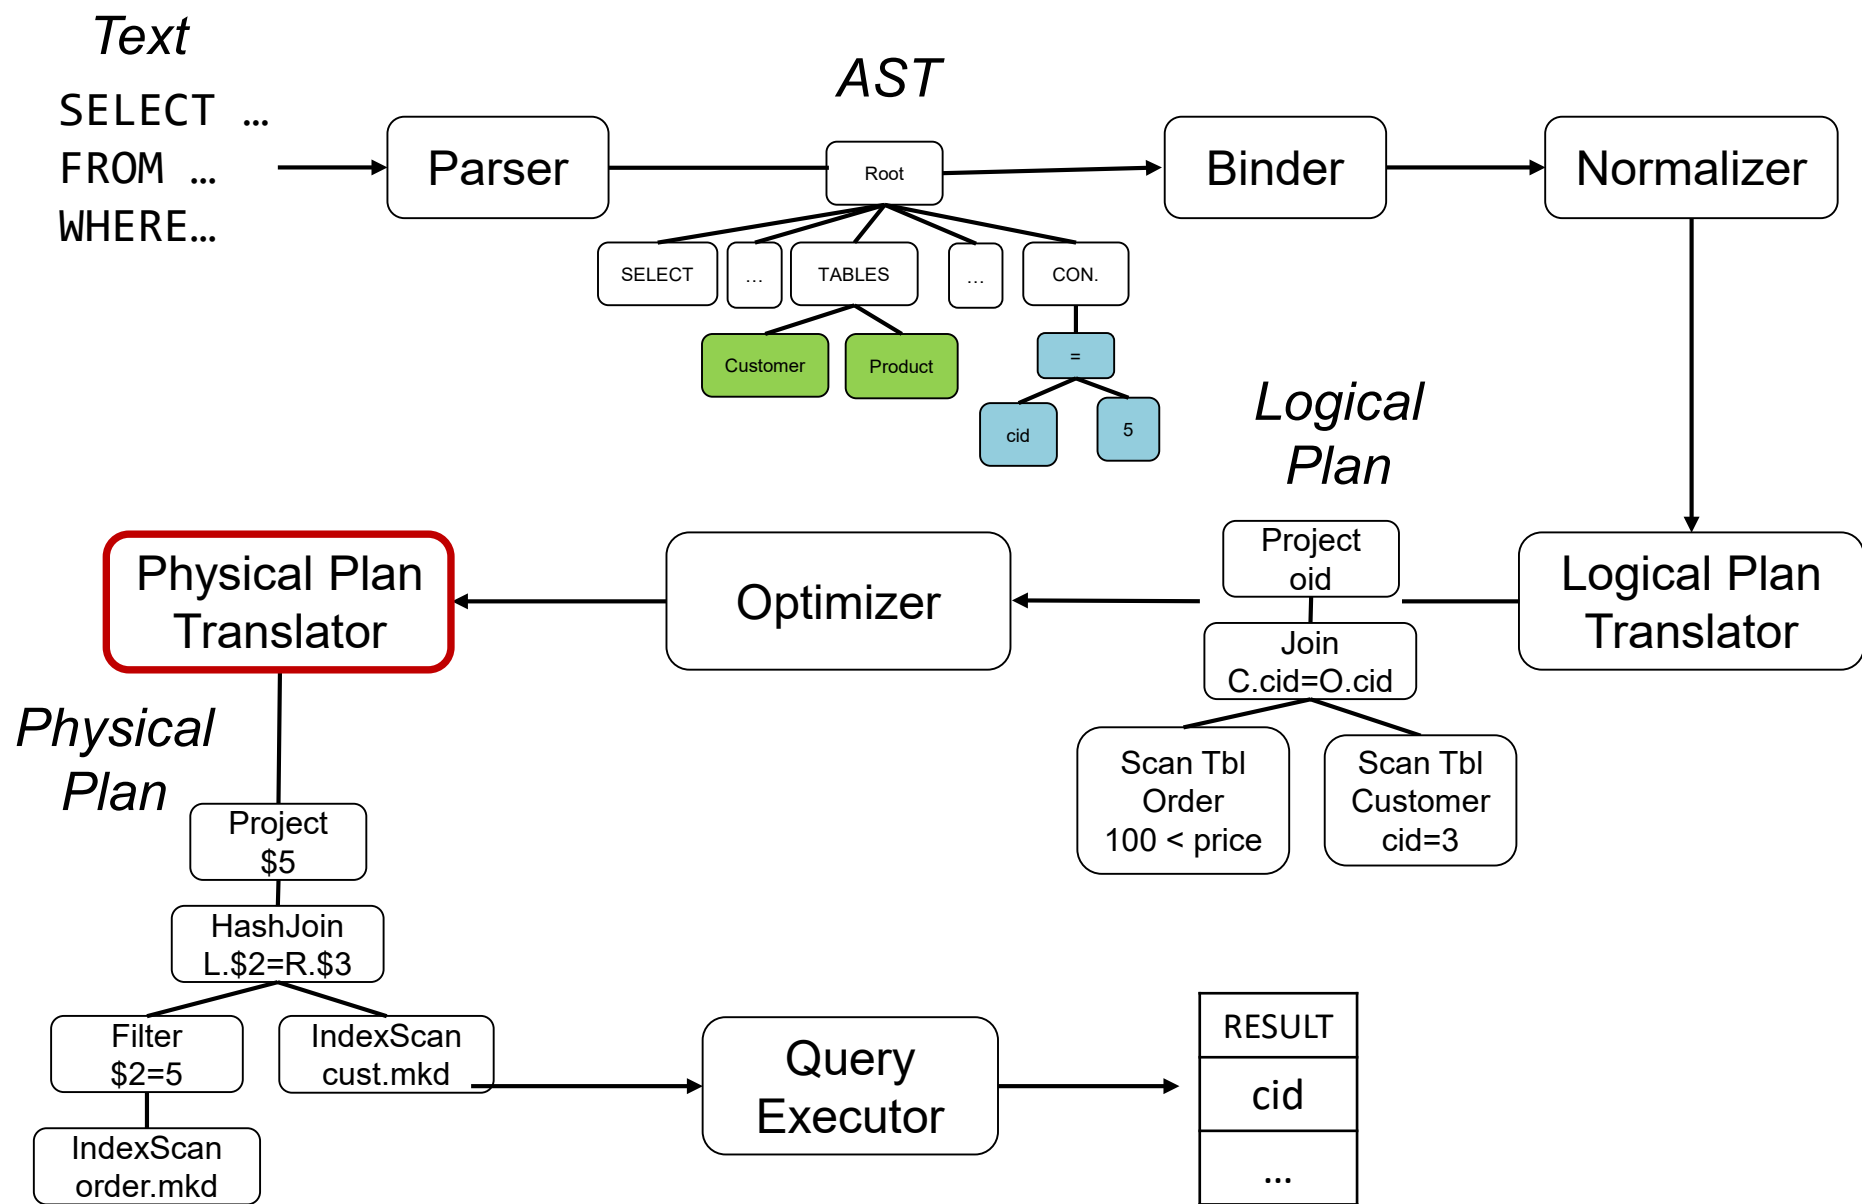 Text
SELECT …
FROM …
WHERE…
Parser
AST
Root
SELECT
…
TABLES
…
CON.
Customer
Product
=
cid
5
Binder
Normalizer
Logical
Plan
Logical Plan
Translator
Project
oid
Join
C.cid=O.cid
Scan Tbl
Order
100 < price
Scan Tbl
Customer
cid=3
Optimizer
Physical Plan
Translator
Physical
Plan
Project
$5
HashJoin
L.$2=R.$3
Filter
$2=5
IndexScan
order.mkd
IndexScan
cust.mkd
Query
Executor
RESULT
cid
…